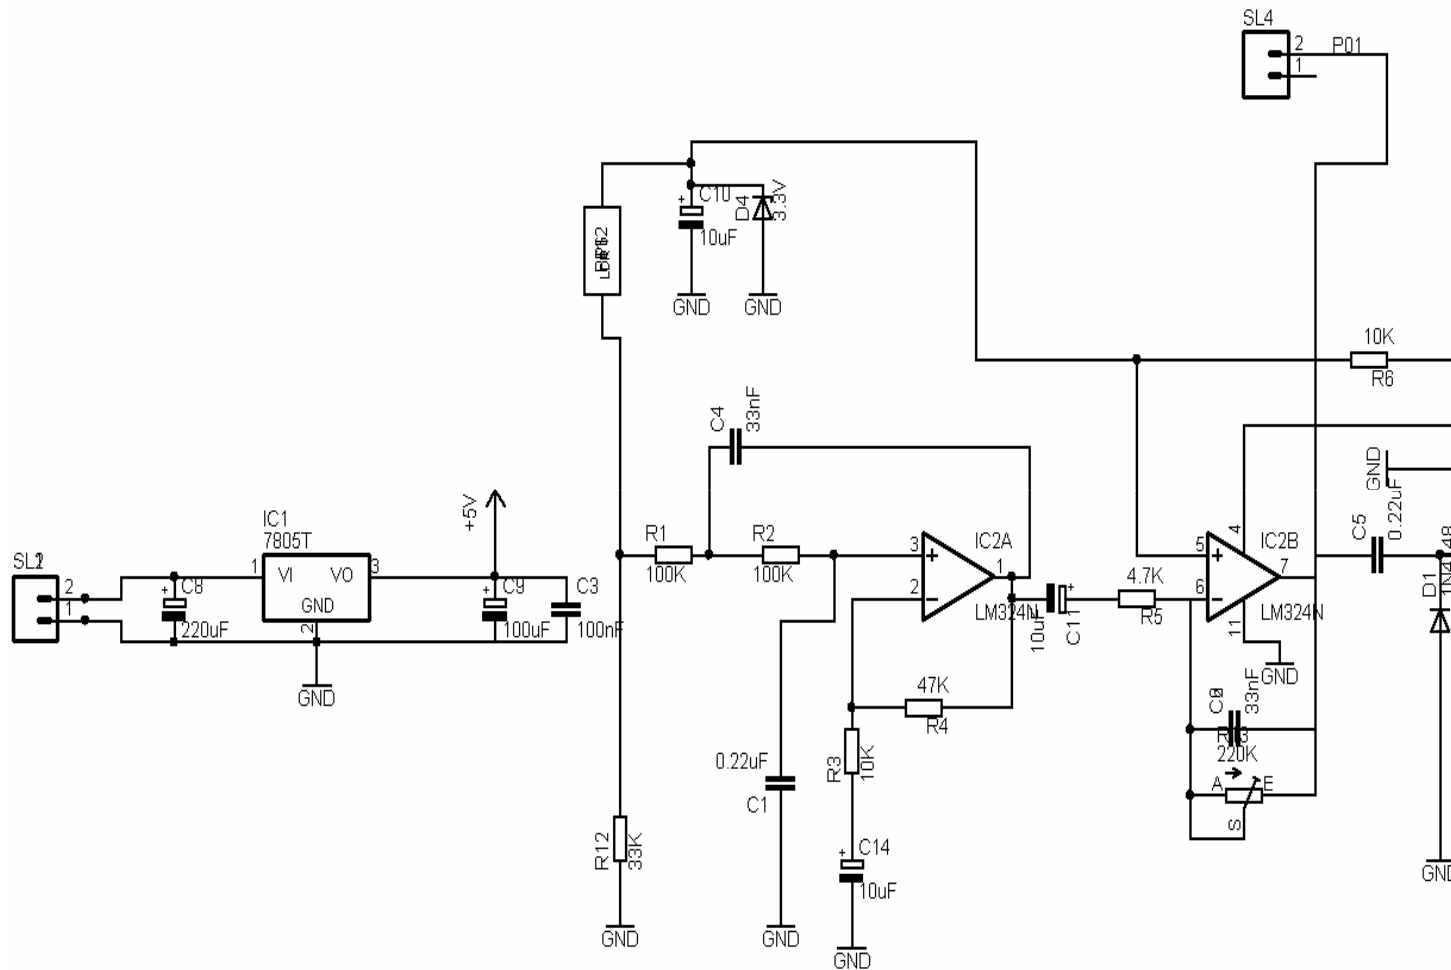 SL4
2
P01
1
C10
+
10uF
D4
3.3V
GND
GND
10K
R6
C4
33nF
GND
+5V
IC1
7805T
1
VI
VO
3
GND
2
2
1
C8
+
220uF
C9
+
100uF
C3
100nF
GND
R1
100K
R2
100K
3
+
2
−
1
IC2A
LM324N
10uF
C11
+
4.7K
R5
5
+
6
−
4
7
11
IC2B
LM324N
GND
C5
0.22uF
D1
GND
33nF
220K
A
E
S
47K
R4
R3
10K
0.22uF
C1
C14
+
10uF
R12
33K
GND
GND
GND